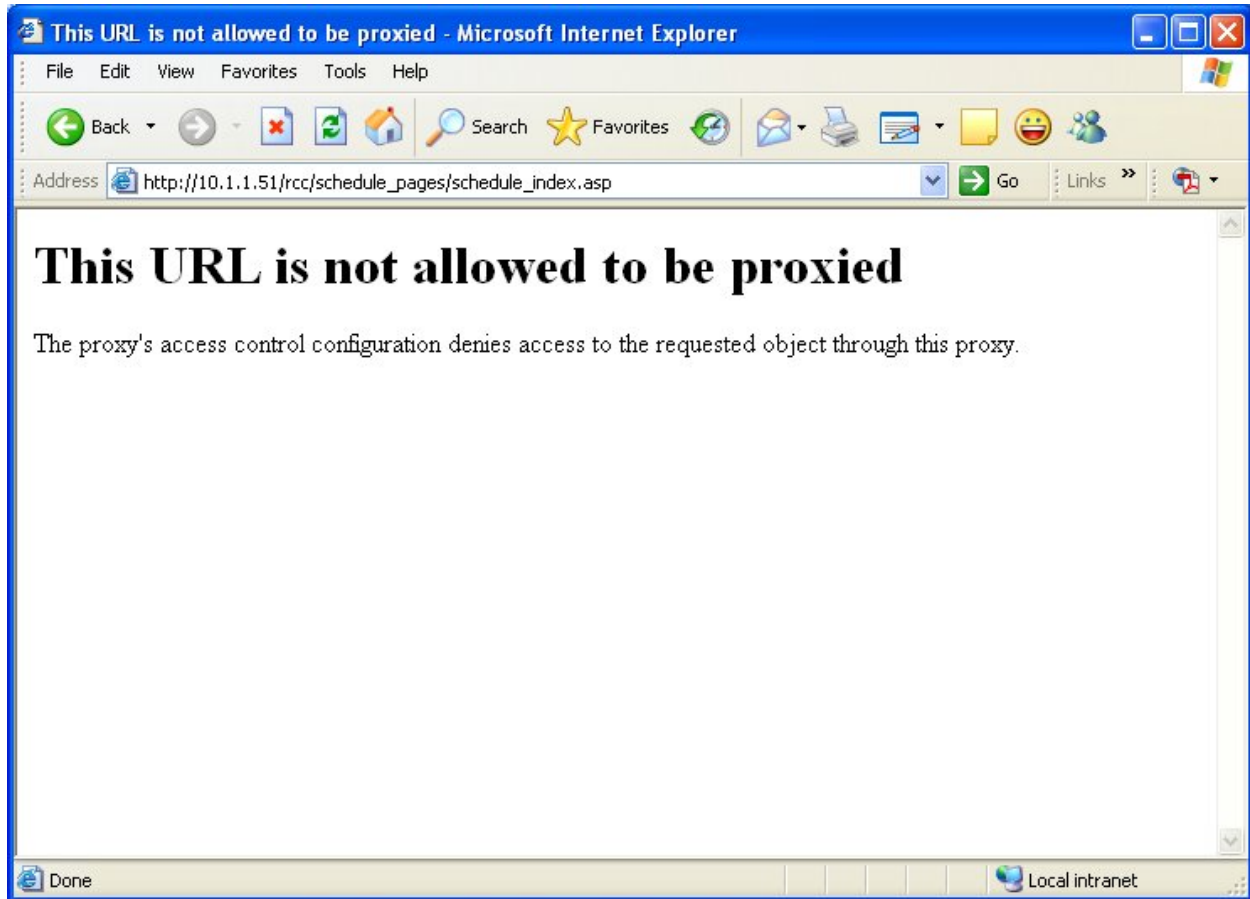 This URL is not allowed to be proxied - Microsoft Internet Explorer
File Edit View Favorites Tools Help
Back Search Favorites
Address http://10.1.1.51/rcc/schedule_pages/schedule_index.asp Go Links »
This URL is not allowed to be proxied
The proxy's access control configuration denies access to the requested object through this proxy.
Done Local intranet